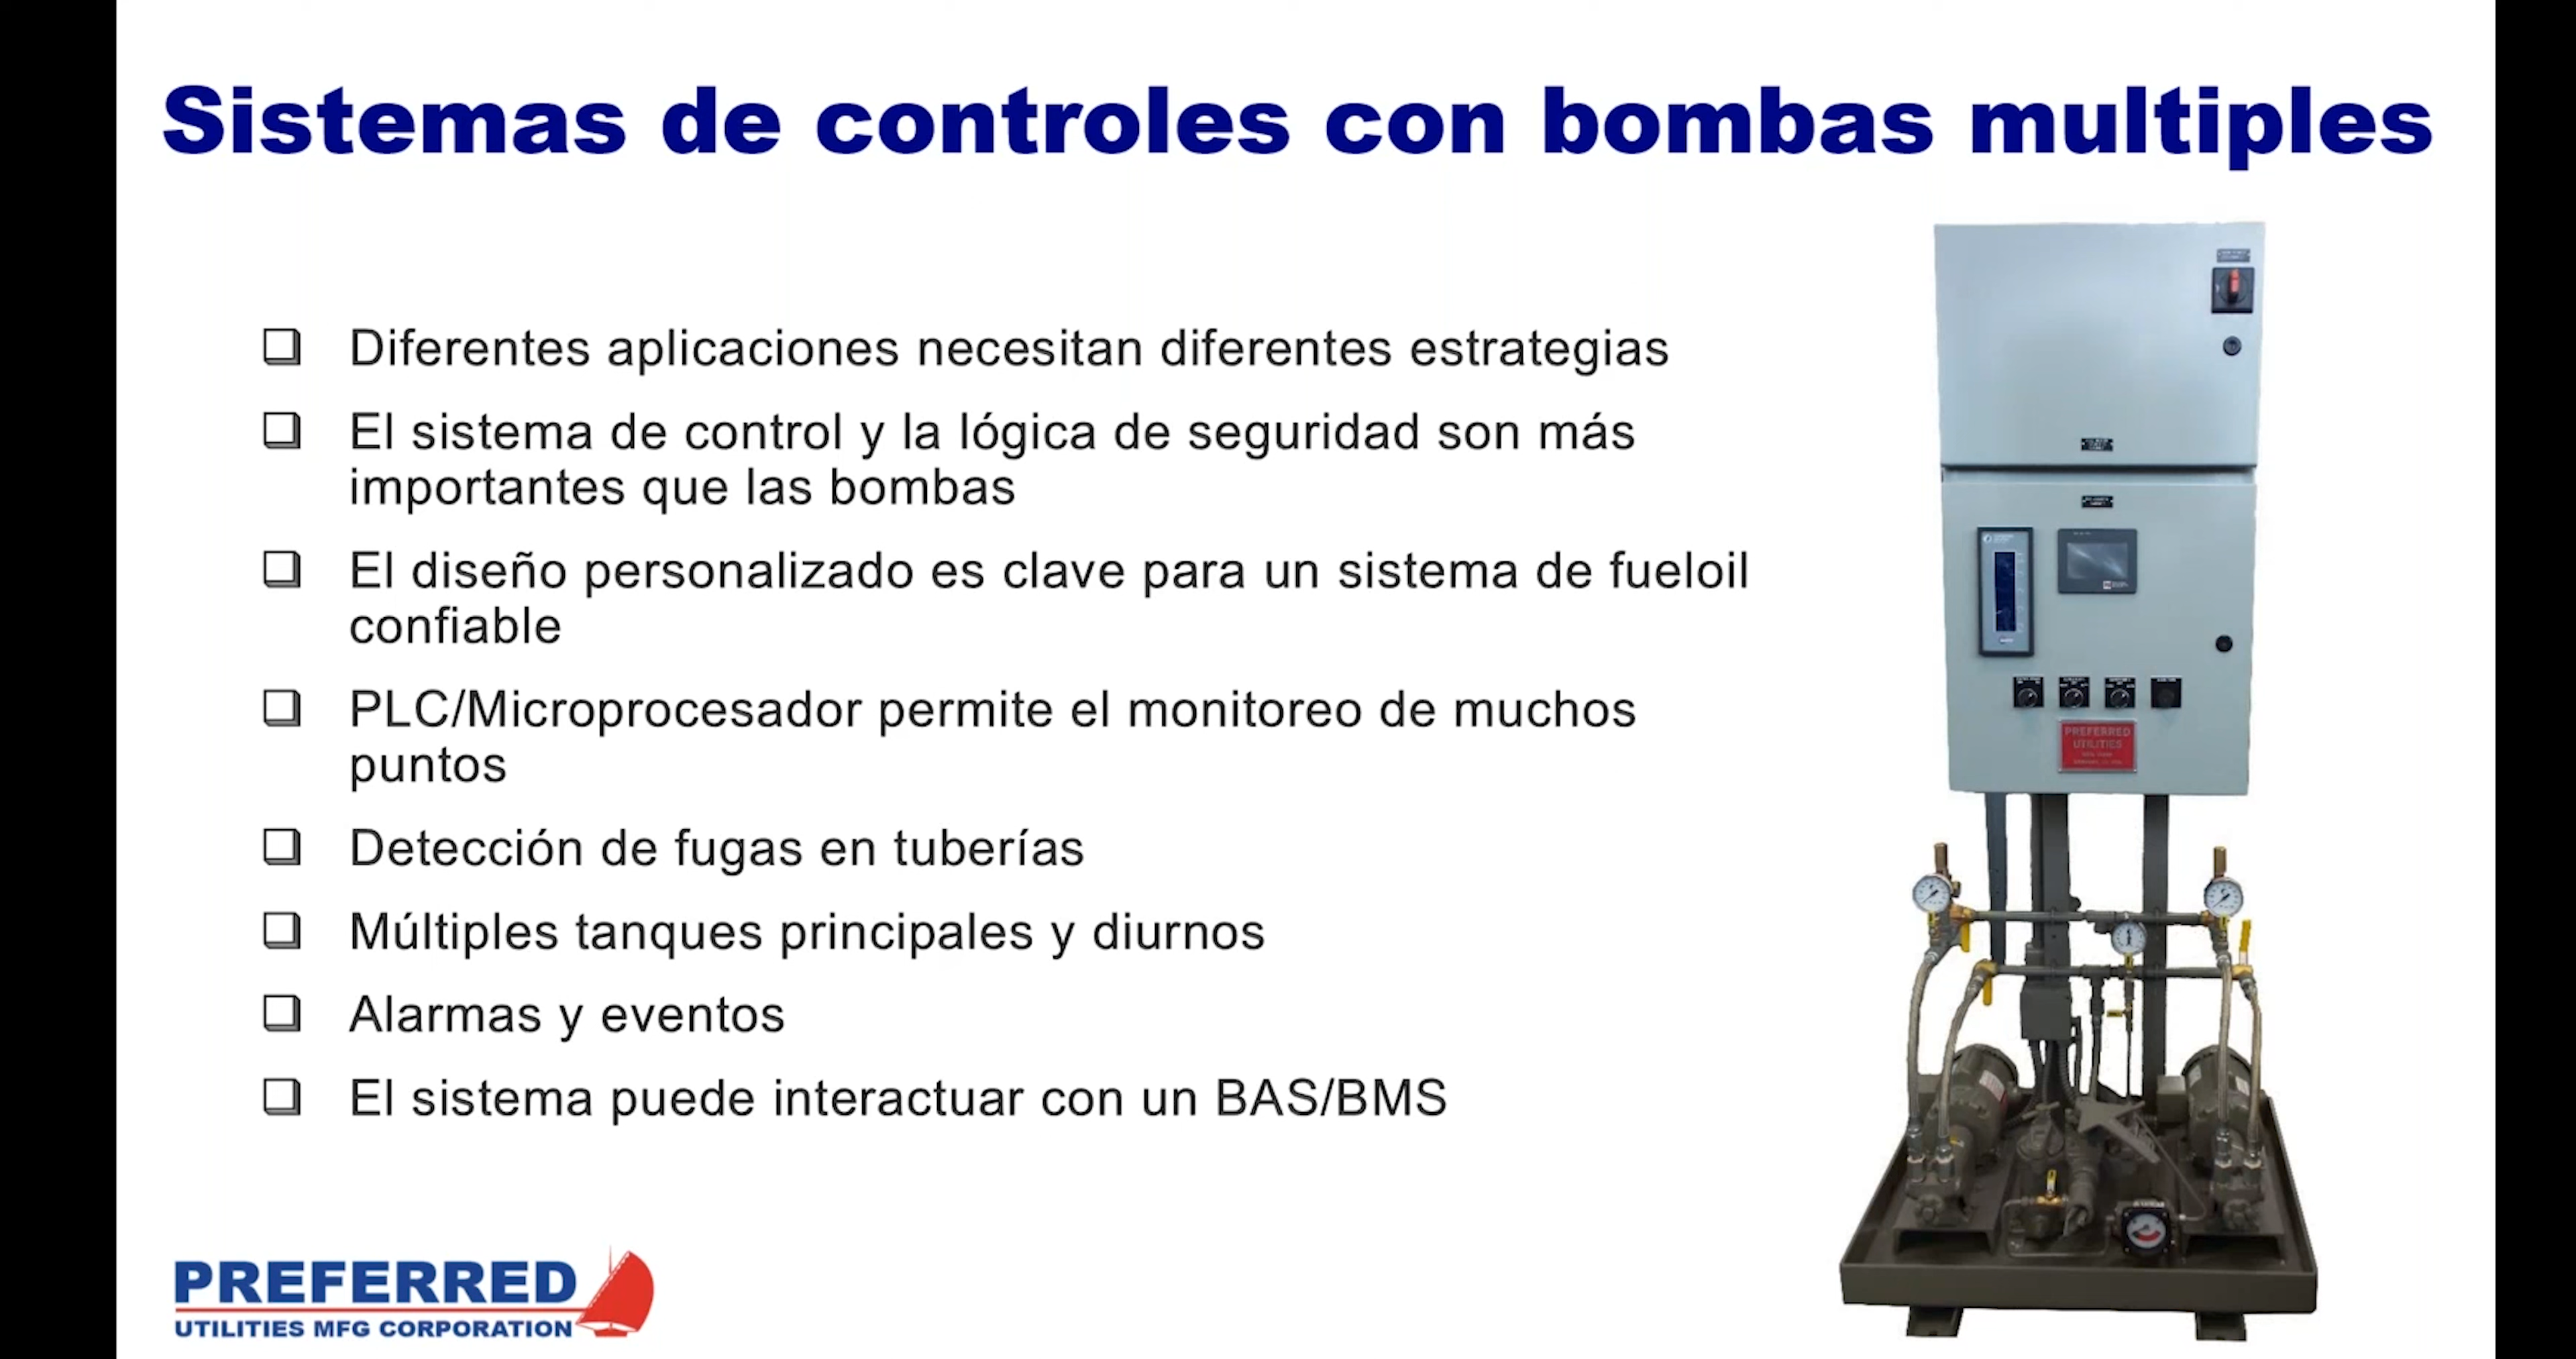 Sistemas de controles con bombas multiples
Diferentes aplicaciones necesitan diferentes estrategias
El sistema de control y la lógica de seguridad son más
importantes que las bombas
El diseño personalizado es clave para un sistema de fueloil
confiable
PLC/Microprocesador permite el monitoreo de muchos
puntos
Detección de fugas en tuberías
Múltiples tanques principales y diurnos
Alarmas y eventos
El sistema puede interactuar con un BAS/BMS
PREFERRED
UTILITIES
PREFERRED
UTILITIES MFG CORPORATION